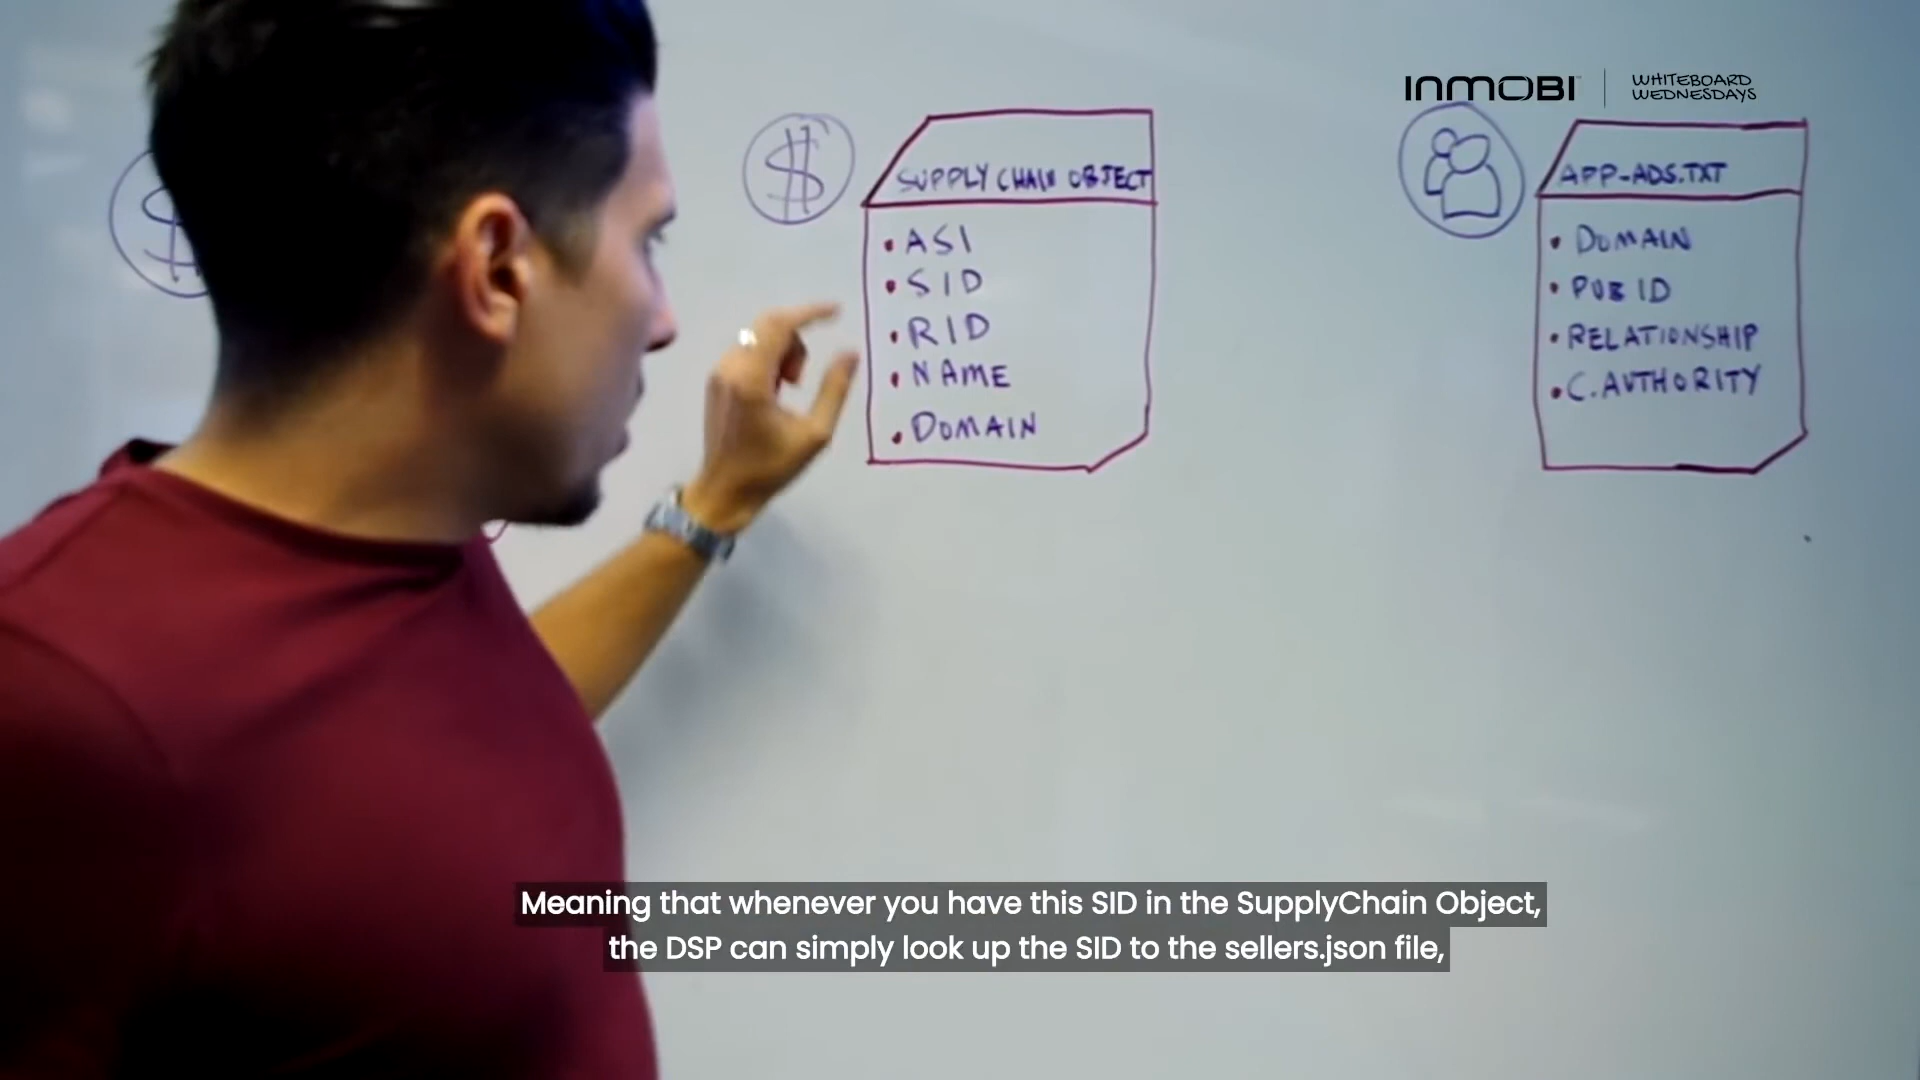 INMOBI
WHITEBOARD
WEDNESDAYS
SUPPLY CHAIN OBJECT
• ASI
• SID
• RID
• NAME
• DOMAIN
APP-ADS.TXT
• DOMAIN
• PUB ID
• RELATIONSHIP
• C.AUTHORITY
Meaning that whenever you have this SID in the SupplyChain Object,
the DSP can simply look up the SID to the sellers.json file,